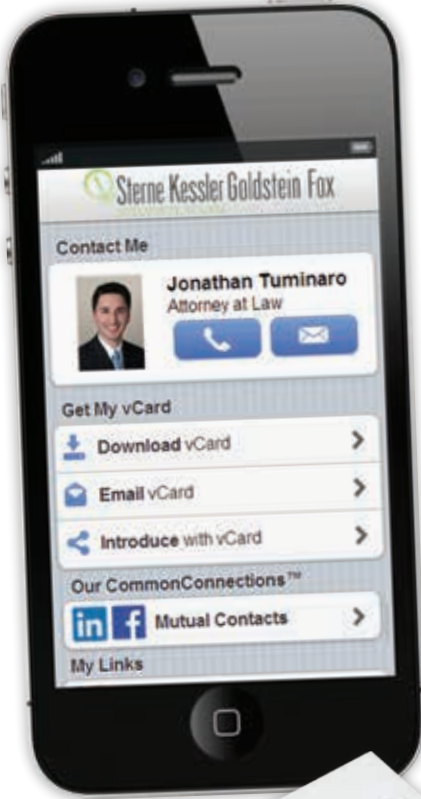 Sterne Kessler Goldstein Fox
Contact Me
Jonathan Tuminaro
Attorney at Law
Get My vCard
Download vCard
Email vCard
Introduce with vCard
Our CommonConnections™
in f Mutual Contacts
My Links